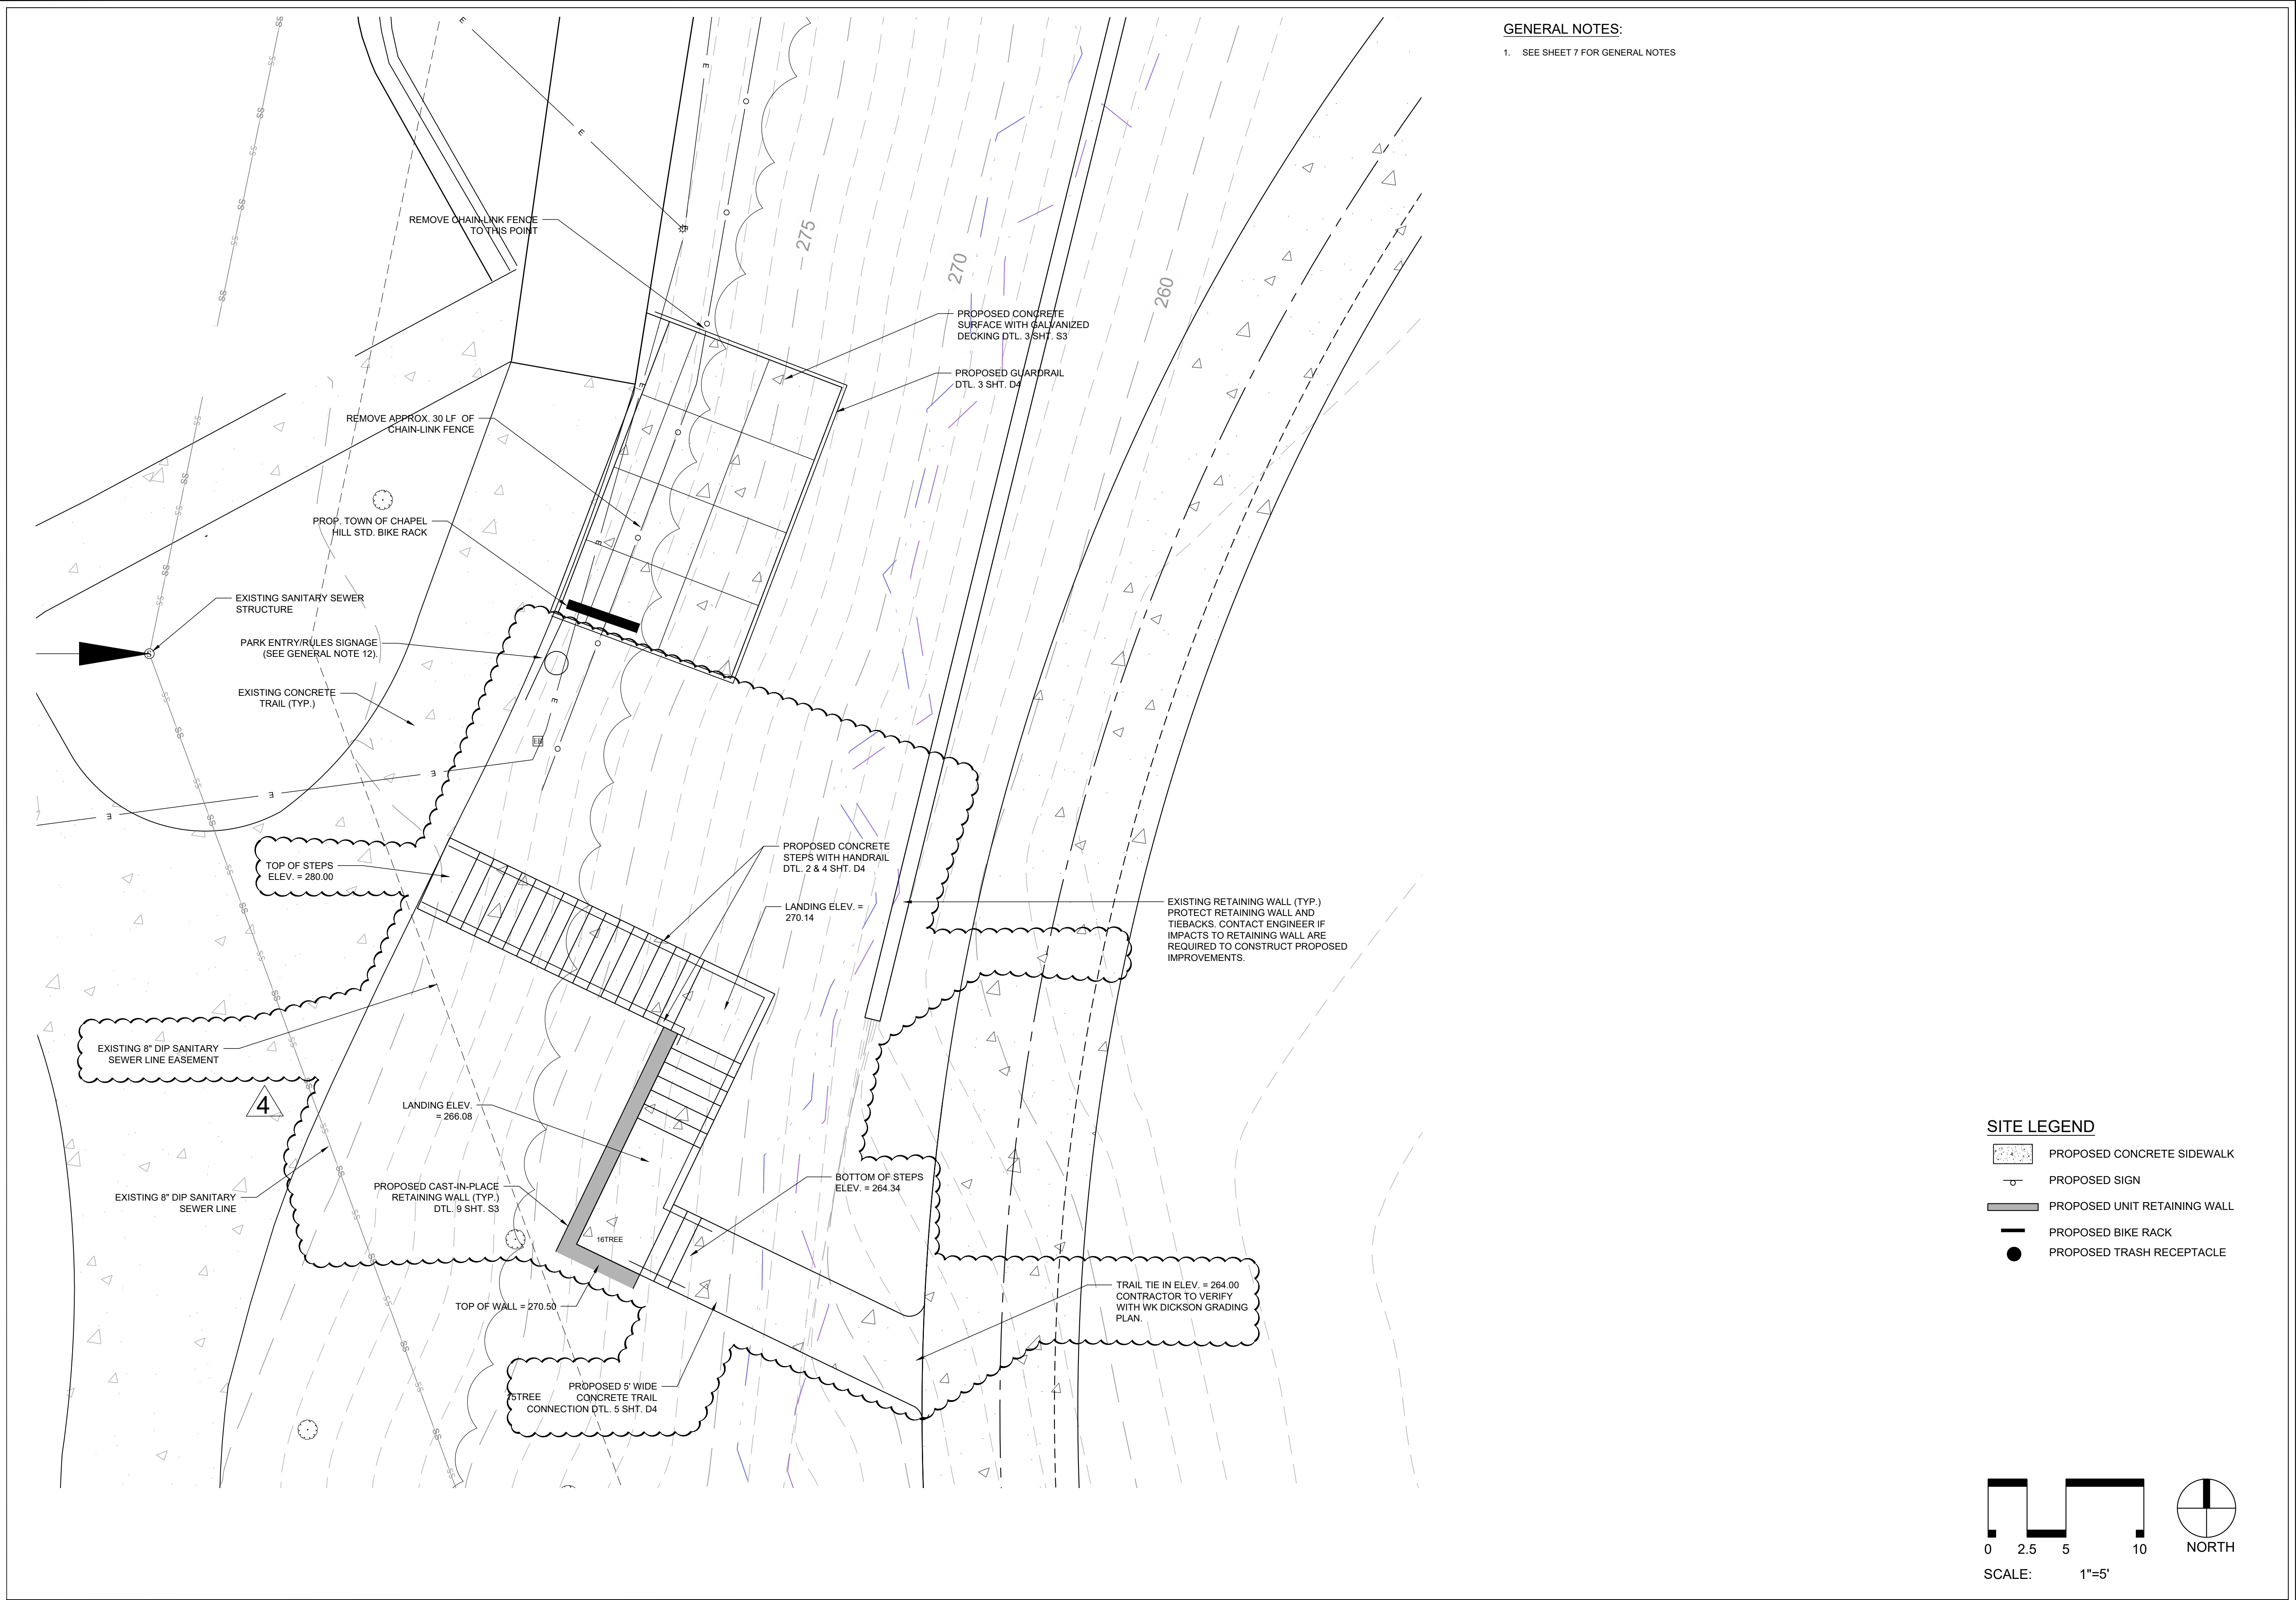 GENERAL NOTES:
1. SEE SHEET 7 FOR GENERAL NOTES
REMOVE CHAIN-LINK FENCE
TO THIS POINT
275
270
260
PROPOSED CONCRETE
SURFACE WITH GALVANIZED
DECKING DTL. 3 SHT. S3
PROPOSED GUARDRAIL
DTL. 3 SHT. D4
REMOVE APPROX. 30 LF OF
CHAIN-LINK FENCE
PROP. TOWN OF CHAPEL
HILL STD. BIKE RACK
EXISTING SANITARY SEWER
STRUCTURE
PARK ENTRY/RULES SIGNAGE
(SEE GENERAL NOTE 12).
EXISTING CONCRETE
TRAIL (TYP.)
TOP OF STEPS
ELEV. = 280.00
PROPOSED CONCRETE
STEPS WITH HANDRAIL
DTL. 2 & 4 SHT. D4
LANDING ELEV. =
270.14
EXISTING RETAINING WALL (TYP.)
PROTECT RETAINING WALL AND
TIEBACKS. CONTACT ENGINEER IF
IMPACTS TO RETAINING WALL ARE
REQUIRED TO CONSTRUCT PROPOSED
IMPROVEMENTS.
EXISTING 8" DIP SANITARY
SEWER LINE EASEMENT
4
LANDING ELEV.
= 266.08
EXISTING 8" DIP SANITARY
SEWER LINE
PROPOSED CAST-IN-PLACE
RETAINING WALL (TYP.)
DTL. 9 SHT. S3
BOTTOM OF STEPS
ELEV. = 264.34
16TREE
TOP OF WALL = 270.50
TRAIL TIE IN ELEV. = 264.00
CONTRACTOR TO VERIFY
WITH WK DICKSON GRADING
PLAN.
15TREE
PROPOSED 5' WIDE
CONCRETE TRAIL
CONNECTION DTL. 5 SHT. D4
SITE LEGEND
PROPOSED CONCRETE SIDEWALK
PROPOSED SIGN
PROPOSED UNIT RETAINING WALL
PROPOSED BIKE RACK
PROPOSED TRASH RECEPTACLE
0 2.5 5 10
NORTH
SCALE: 1"=5'